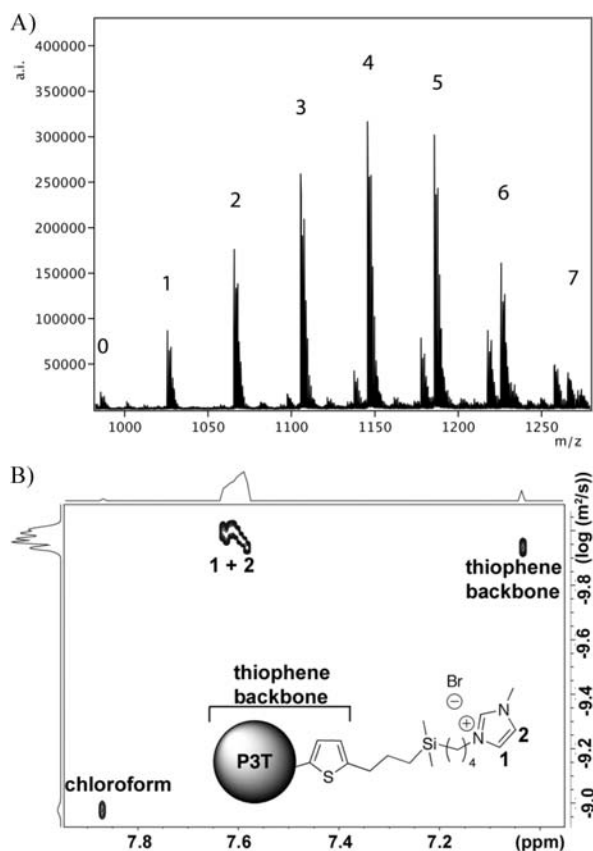 A)
a.i.
400000
350000
300000
250000
200000
150000
100000
50000
0
1
2
3
4
5
6
7
1000
1050
1100
1150
1200
1250
m/z
B)
(log (m²/s))
-9.8
-9.6
-9.4
-9.2
-9.0
1 + 2
thiophene
backbone
thiophene
backbone
P3T
S
Si
4
Br
⊖
⊕
N
N
1
2
chloroform
7.8
7.6
7.4
7.2
(ppm)